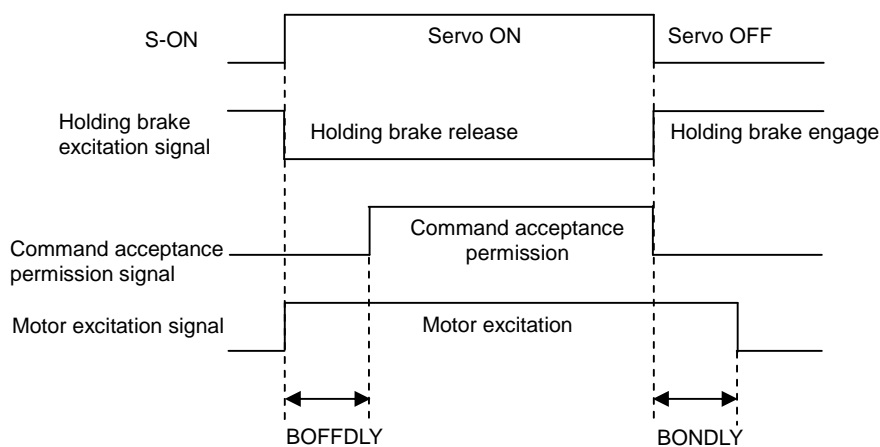 S-ON
Servo ON
Servo OFF
Holding brake
excitation signal
Holding brake release
Holding brake engage
Command acceptance
permission signal
Command acceptance
permission
Motor excitation signal
Motor excitation
BOFFDLY
BONDLY